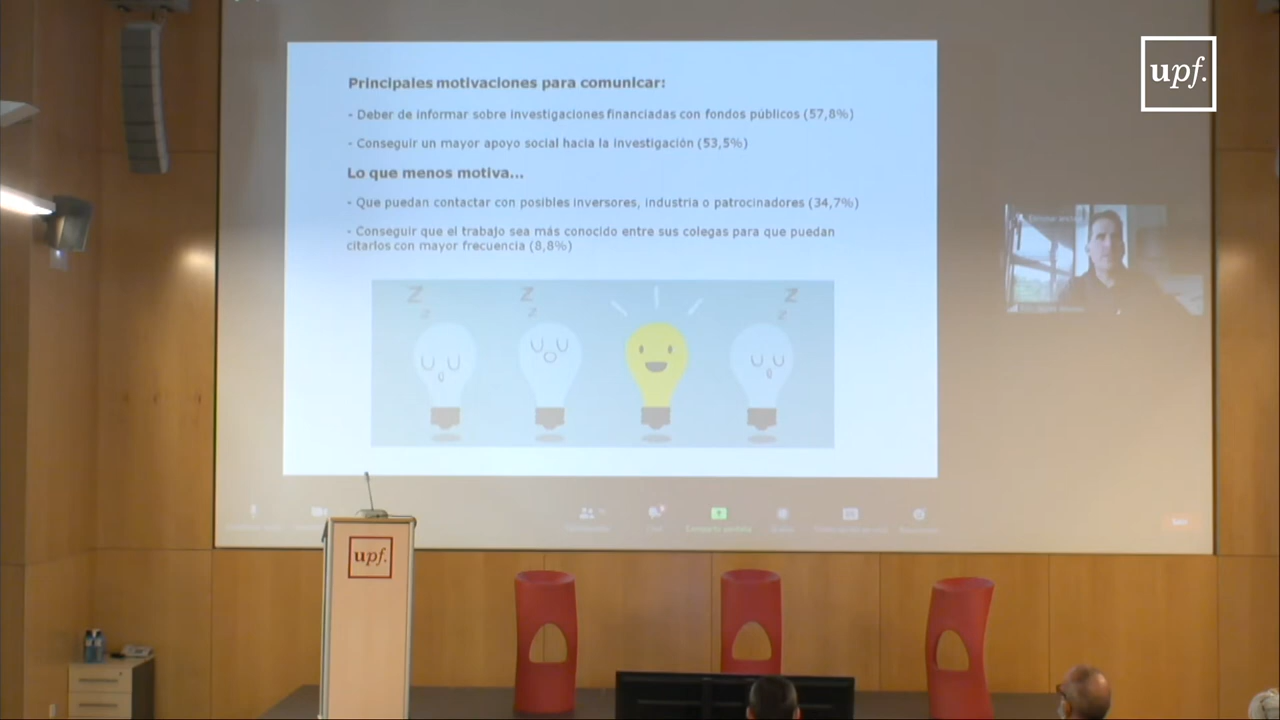 upf.
Principales motivaciones para comunicar:
- Deber de informar sobre investigaciones financiadas con fondos públicos (57,8%)
- Conseguir un mayor apoyo social hacia la investigación (53,5%)
Lo que menos motiva...
- Que puedan contactar con posibles inversores, industria o patrocinadores (34,7%)
- Conseguir que el trabajo sea más conocido entre sus colegas para que puedan
citarlos con mayor frecuencia (8,8%)
Z z Z z Z z
upf.